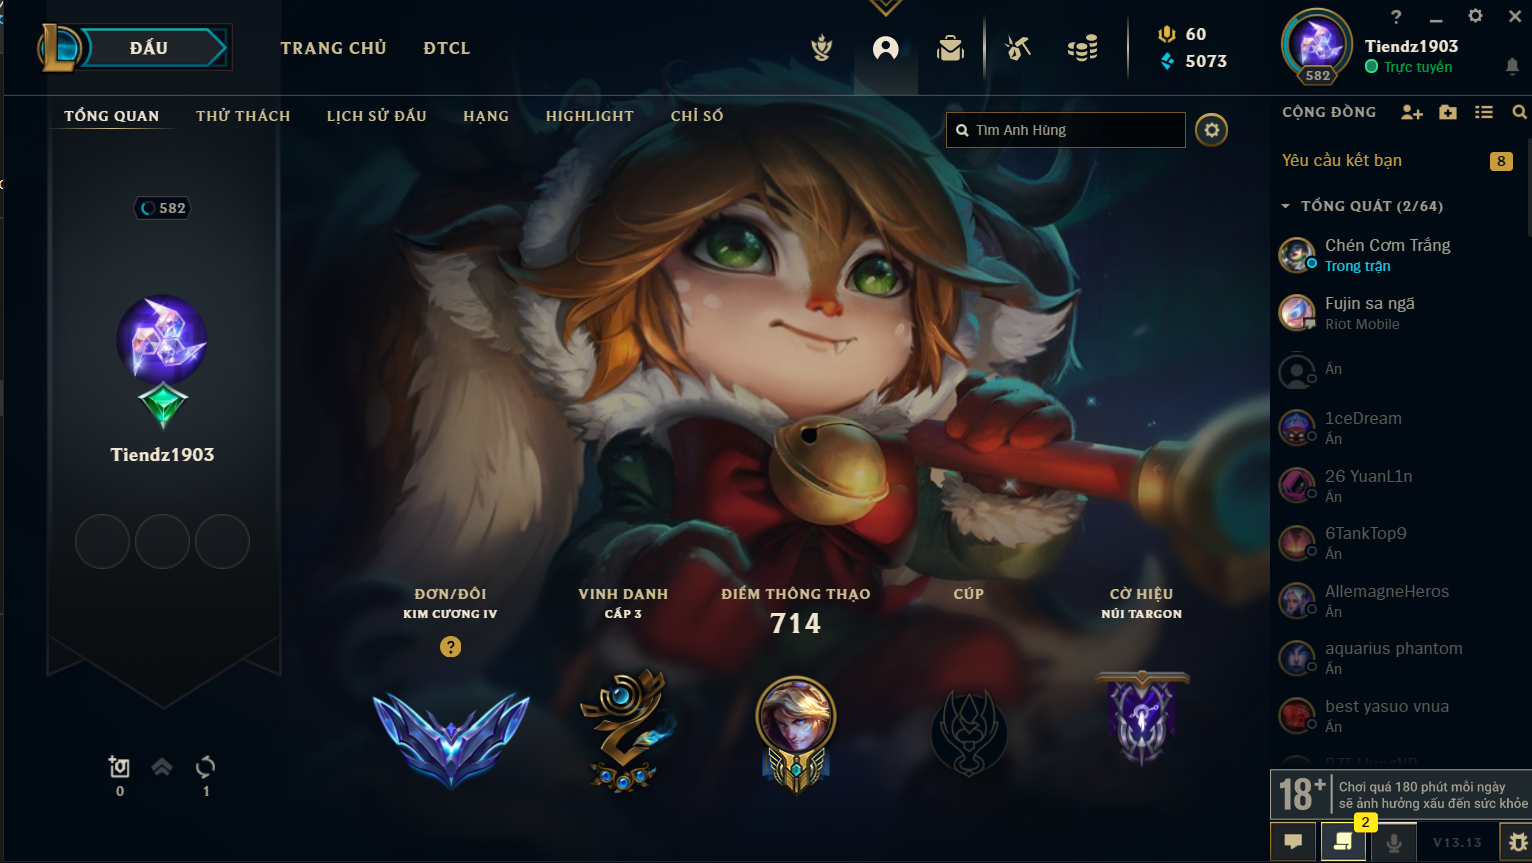 ĐẤU
TRANG CHỦ
ĐTCL
60
5073
582
Tiendz1903
Trực tuyến
TỔNG QUAN
THỬ THÁCH
LỊCH SỬ ĐẤU
HẠNG
HIGHLIGHT
CHỈ SỐ
Tìm Anh Hùng
582
Tiendz1903
0
1
ĐƠN/ĐÔI
KIM CƯƠNG IV
?
VINH DANH
CẤP 3
ĐIỂM THÔNG THẠO
714
CÚP
CỜ HIỆU
NÚI TARGON
CỘNG ĐỒNG
Yêu cầu kết bạn
8
TỔNG QUÁT (2/64)
Chén Cơm Trắng
Trong trận
Fujin sa ngã
Riot Mobile
Ẩn
1ceDream
Ẩn
26 YuanL1n
Ẩn
6TankTop9
Ẩn
AllemagneHeros
Ẩn
aquarius phantom
Ẩn
best yasuo vnua
Ẩn
18+
Chơi quá 180 phút mỗi ngày
sẽ ảnh hưởng xấu đến sức khỏe
2
V13.13